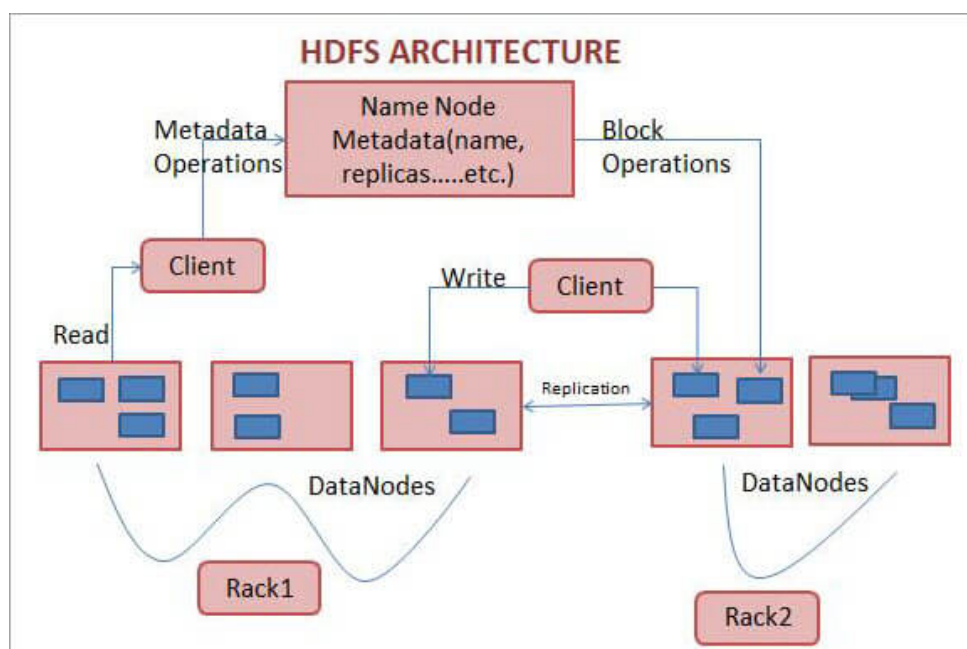 HDFS ARCHITECTURE
Name Node
Metadata(name,
replicas.....etc.)
Metadata
Operations
Block
Operations
Client
Write
Client
Read
Replication
DataNodes
DataNodes
Rack1
Rack2